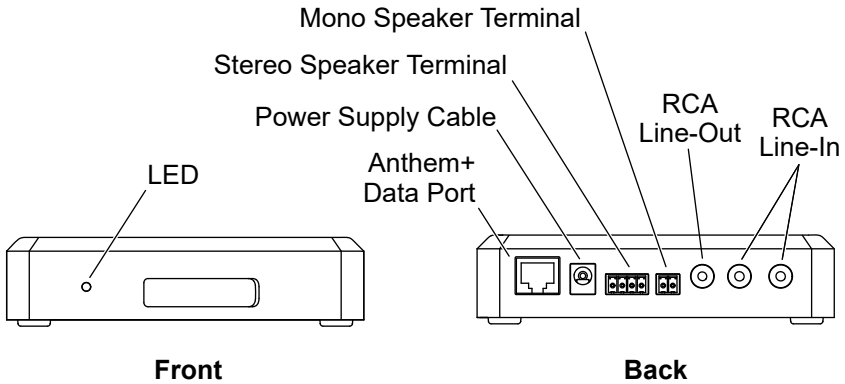 Mono Speaker Terminal
Stereo Speaker Terminal
Power Supply Cable
Anthem+
Data Port
RCA
Line-Out
RCA
Line-In
LED
Front
Back